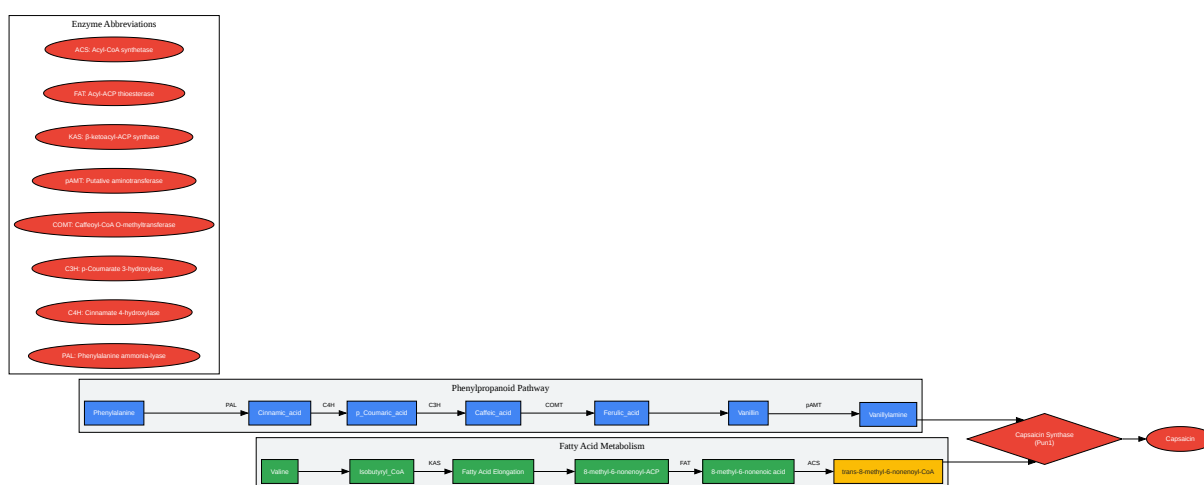 Enzyme Abbreviations
ACS: Acyl-CoA synthetase
FAT: Acyl-ACP thioesterase
KAS: β-ketoacyl-ACP synthase
pAMT: Putative aminotransferase
COMT: Caffeoyl-CoA O-methyltransferase
C3H: p-Coumarate 3-hydroxylase
C4H: Cinnamate 4-hydroxylase
PAL: Phenylalanine ammonia-lyase
Phenylpropanoid Pathway
Phenylalanine
PAL
Cinnamic_acid
C4H
p_Coumaric_acid
C3H
Caffeic_acid
COMT
Ferulic_acid
Vanillin
pAMT
Vanillylamine
Capsaicin Synthase
(Pun1)
Capsaicin
Fatty Acid Metabolism
Valine
Isobutyryl_CoA
KAS
Fatty Acid Elongation
8-methyl-6-nonenoyl-ACP
FAT
8-methyl-6-nonenoic acid
ACS
trans-8-methyl-6-nonenoyl-CoA